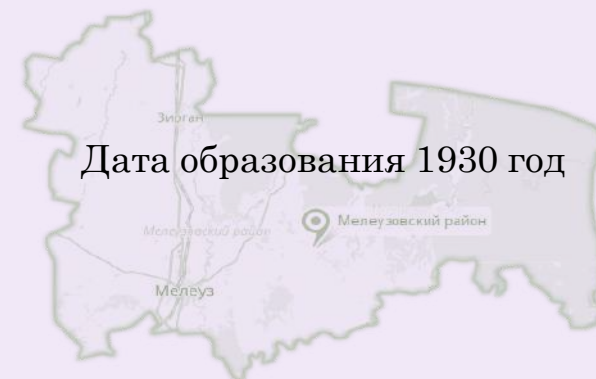 Зирган
Дата образования 1930 год
Мелеузовский район
Мелеузовский район
Мелеуз